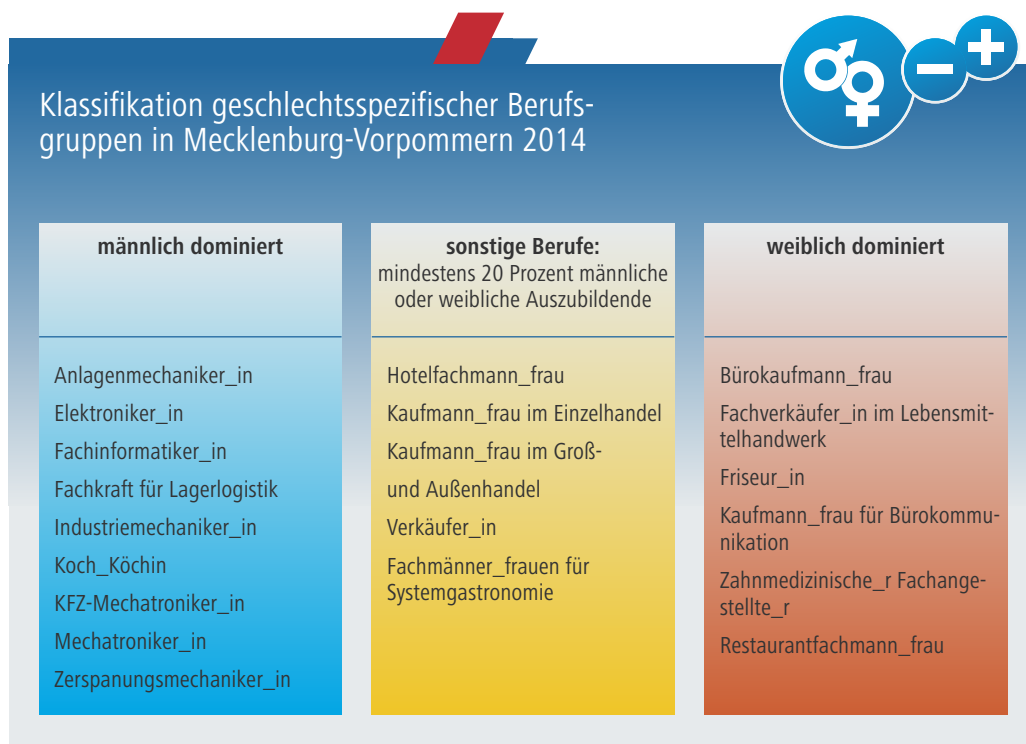 Klassifikation geschlechtsspezifischer Berufs-
gruppen in Mecklenburg-Vorpommern 2014
männlich dominiert
Anlagenmechaniker_in
Elektroniker_in
Fachinformatiker_in
Fachkraft für Lagerlogistik
Industriemechaniker_in
Koch_Köchin
KFZ-Mechatroniker_in
Mechatroniker_in
Zerspanungsmechaniker_in
sonstige Berufe:
mindestens 20 Prozent männliche
oder weibliche Auszubildende
Hotelfachmann_frau
Kaufmann_frau im Einzelhandel
Kaufmann_frau im Groß-
und Außenhandel
Verkäufer_in
Fachmänner_frauen für
Systemgastronomie
weiblich dominiert
Bürokaufmann_frau
Fachverkäufer_in im Lebensmit-
telhandwerk
Friseur_in
Kaufmann_frau für Bürokommu-
nikation
Zahnmedizinische_r Fachange-
stellte_r
Restaurantfachmann_frau